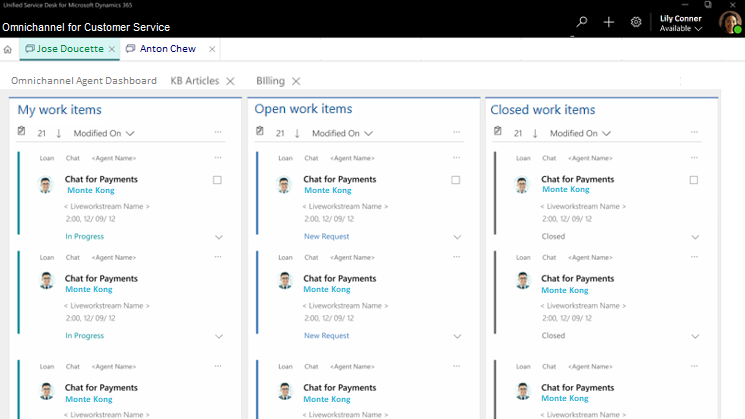 Unified Service Desk for Microsoft Dynamics 365
Omnichannel for Customer Service
Lily Conner
Available
Jose Doucette
Anton Chew
Omnichannel Agent Dashboard KB Articles BIlling
My work items
21 Modified On
Loan Chat <Agent Name>
Chat for Payments
Monte Kong
< Liveworkstream Name >
2:00, 12/ 09/ 12
In Progress
Loan Chat <Agent Name>
Chat for Payments
Monte Kong
< Liveworkstream Name >
2:00, 12/ 09/ 12
In Progress
Loan Chat <Agent Name>
Chat for Payments
Monte Kong
< Liveworkstream Name >
Open work items
21 Modified On
Loan Chat <Agent Name>
Chat for Payments
Monte Kong
< Liveworkstream Name >
2:00, 12/ 09/ 12
New Request
Loan Chat <Agent Name>
Chat for Payments
Monte Kong
< Liveworkstream Name >
2:00, 12/ 09/ 12
New Request
Loan Chat <Agent Name>
Chat for Payments
Monte Kong
< Liveworkstream Name >
Closed work items
21 Modified On
Loan Chat <Agent Name>
Chat for Payments
Monte Kong
< Liveworkstream Name >
2:00, 12/ 09/ 12
Closed
Loan Chat <Agent Name>
Chat for Payments
Monte Kong
< Liveworkstream Name >
2:00, 12/ 09/ 12
Closed
Loan Chat <Agent Name>
Chat for Payments
Monte Kong
< Liveworkstream Name >